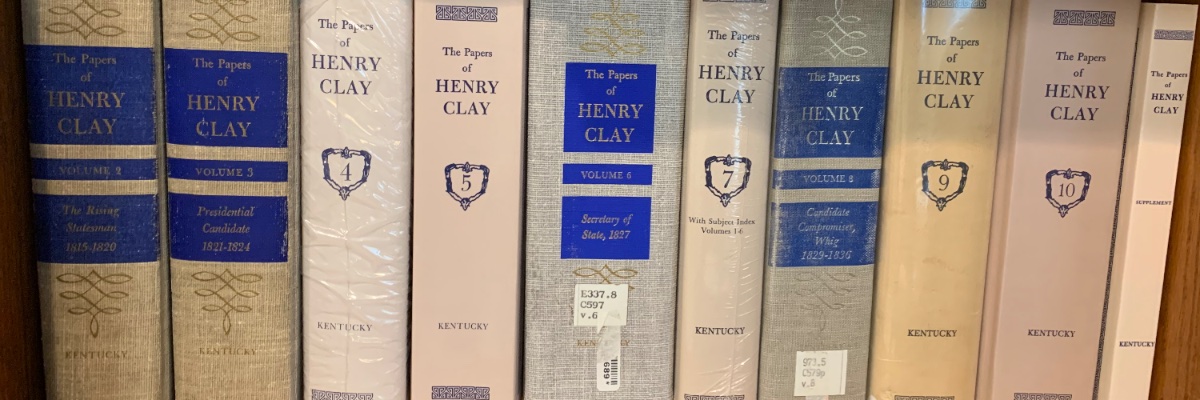 The Papers
of
HENRY
CLAY
VOLUME 2
The Rising
Statesman
1815-1820
KENTUCKY
The Papers
of
HENRY
CLAY
VOLUME 3
Presidential
Candidate
1821-1824
KENTUCKY
The Papers
of
HENRY
CLAY
4
KENTUCKY
The Papers
of
HENRY
CLAY
5
KENTUCKY
The Papers
of
HENRY
CLAY
VOLUME 6
Secretary of
State, 1827
E337.8
C597
v.6
KENTUCKY
689
The Papers
of
HENRY
CLAY
7
With Subject Index
Volumes 1-6
KENTUCKY
The Papers
of
HENRY
CLAY
VOLUME 8
Candidate
Compromiser,
Whig
1829-1836
973.5
C579p
v.8
The Papers
of
HENRY
CLAY
9
KENTUCKY
The Papers
of
HENRY
CLAY
10
KENTUCKY
The Papers
of
HENRY
CLAY
SUPPLEMENT
KENTUCKY